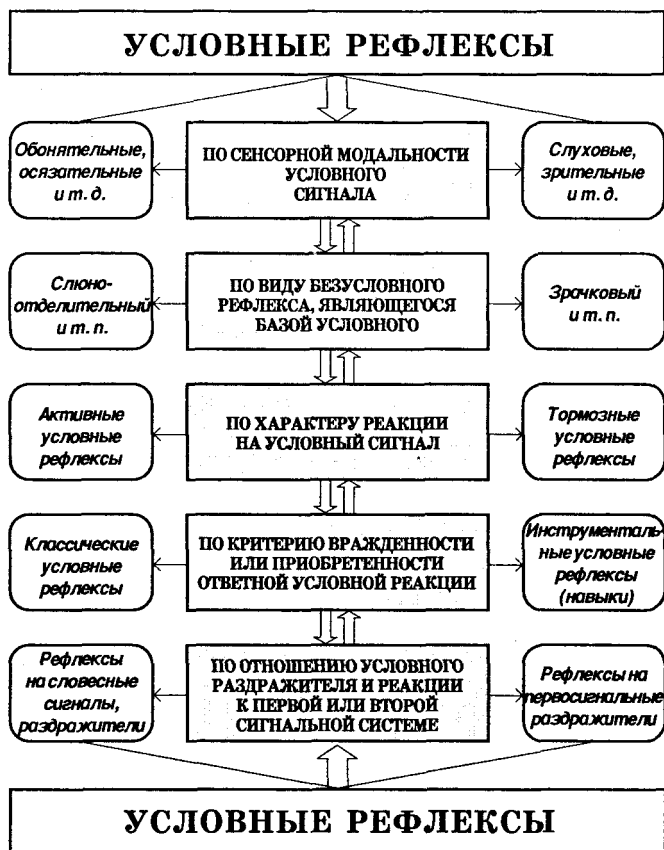 УСЛОВНЫЕ РЕФЛЕКСЫ
Обонятельные,
осязательные
и т. д.
ПО СЕНСОРНОЙ МОДАЛЬНОСТИ
УСЛОВНОГО
СИГНАЛА
Слуховые,
зрительные
и т. д.
Слюно-
отделительный
и т. п.
ПО ВИДУ БЕЗУСЛОВНОГО
РЕФЛЕКСА, ЯВЛЯЮЩЕГОСЯ
БАЗОЙ УСЛОВНОГО
Зрачковый
и т. п.
Активные
условные
рефлексы
ПО ХАРАКТЕРУ РЕАКЦИИ
НА УСЛОВНЫЙ СИГНАЛ
Тормозные
условные
рефлексы
Классические
условные
рефлексы
ПО КРИТЕРИЮ ВРАЖДЕННОСТИ
ИЛИ ПРИОБРЕТЕННОСТИ
ОТВЕТНОЙ УСЛОВНОЙ РЕАКЦИИ
Инструменталь-
ные условные
рефлексы
(навыки)
Рефлексы
на словесные
сигналы,
раздражители
ПО ОТНОШЕНИЮ УСЛОВНОГО
РАЗДРАЖИТЕЛЯ И РЕАКЦИИ
К ПЕРВОЙ ИЛИ ВТОРОЙ
СИГНАЛЬНОЙ СИСТЕМЕ
Рефлексы на
первосигнальные
раздражители
УСЛОВНЫЕ РЕФЛЕКСЫ